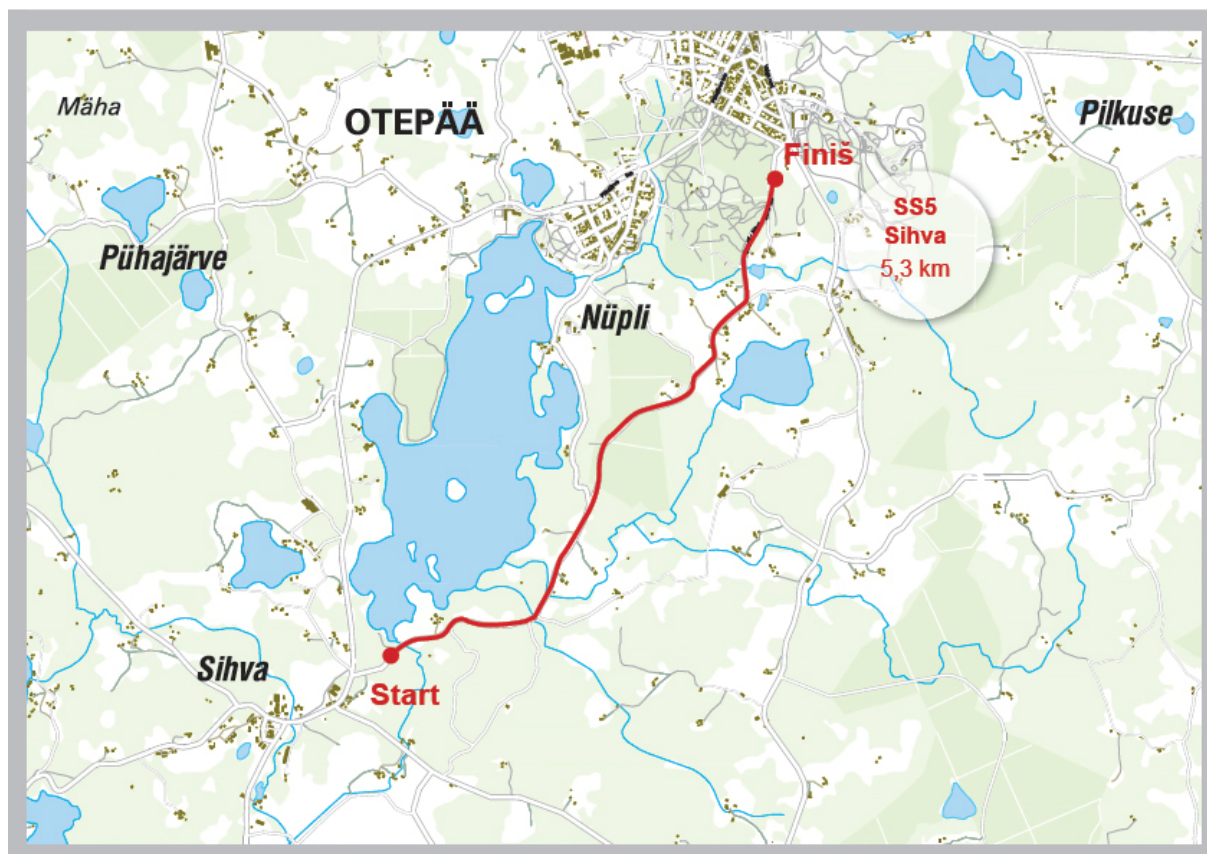 Mäha
OTEPÄÄ
Pilkuse
Finiš
SS5
Sihva
5,3 km
Pühajärve
Nüpli
Sihva
Start